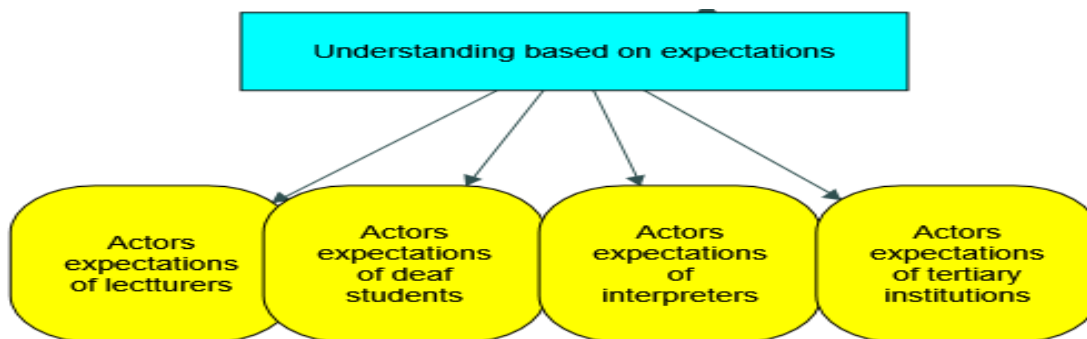 Understanding based on expectations
Actors
expectations
of lectturers
Actors
expectations
of deaf
students
Actors
expectations
of
interpreters
Actors
expectations
of tertiary
institutions